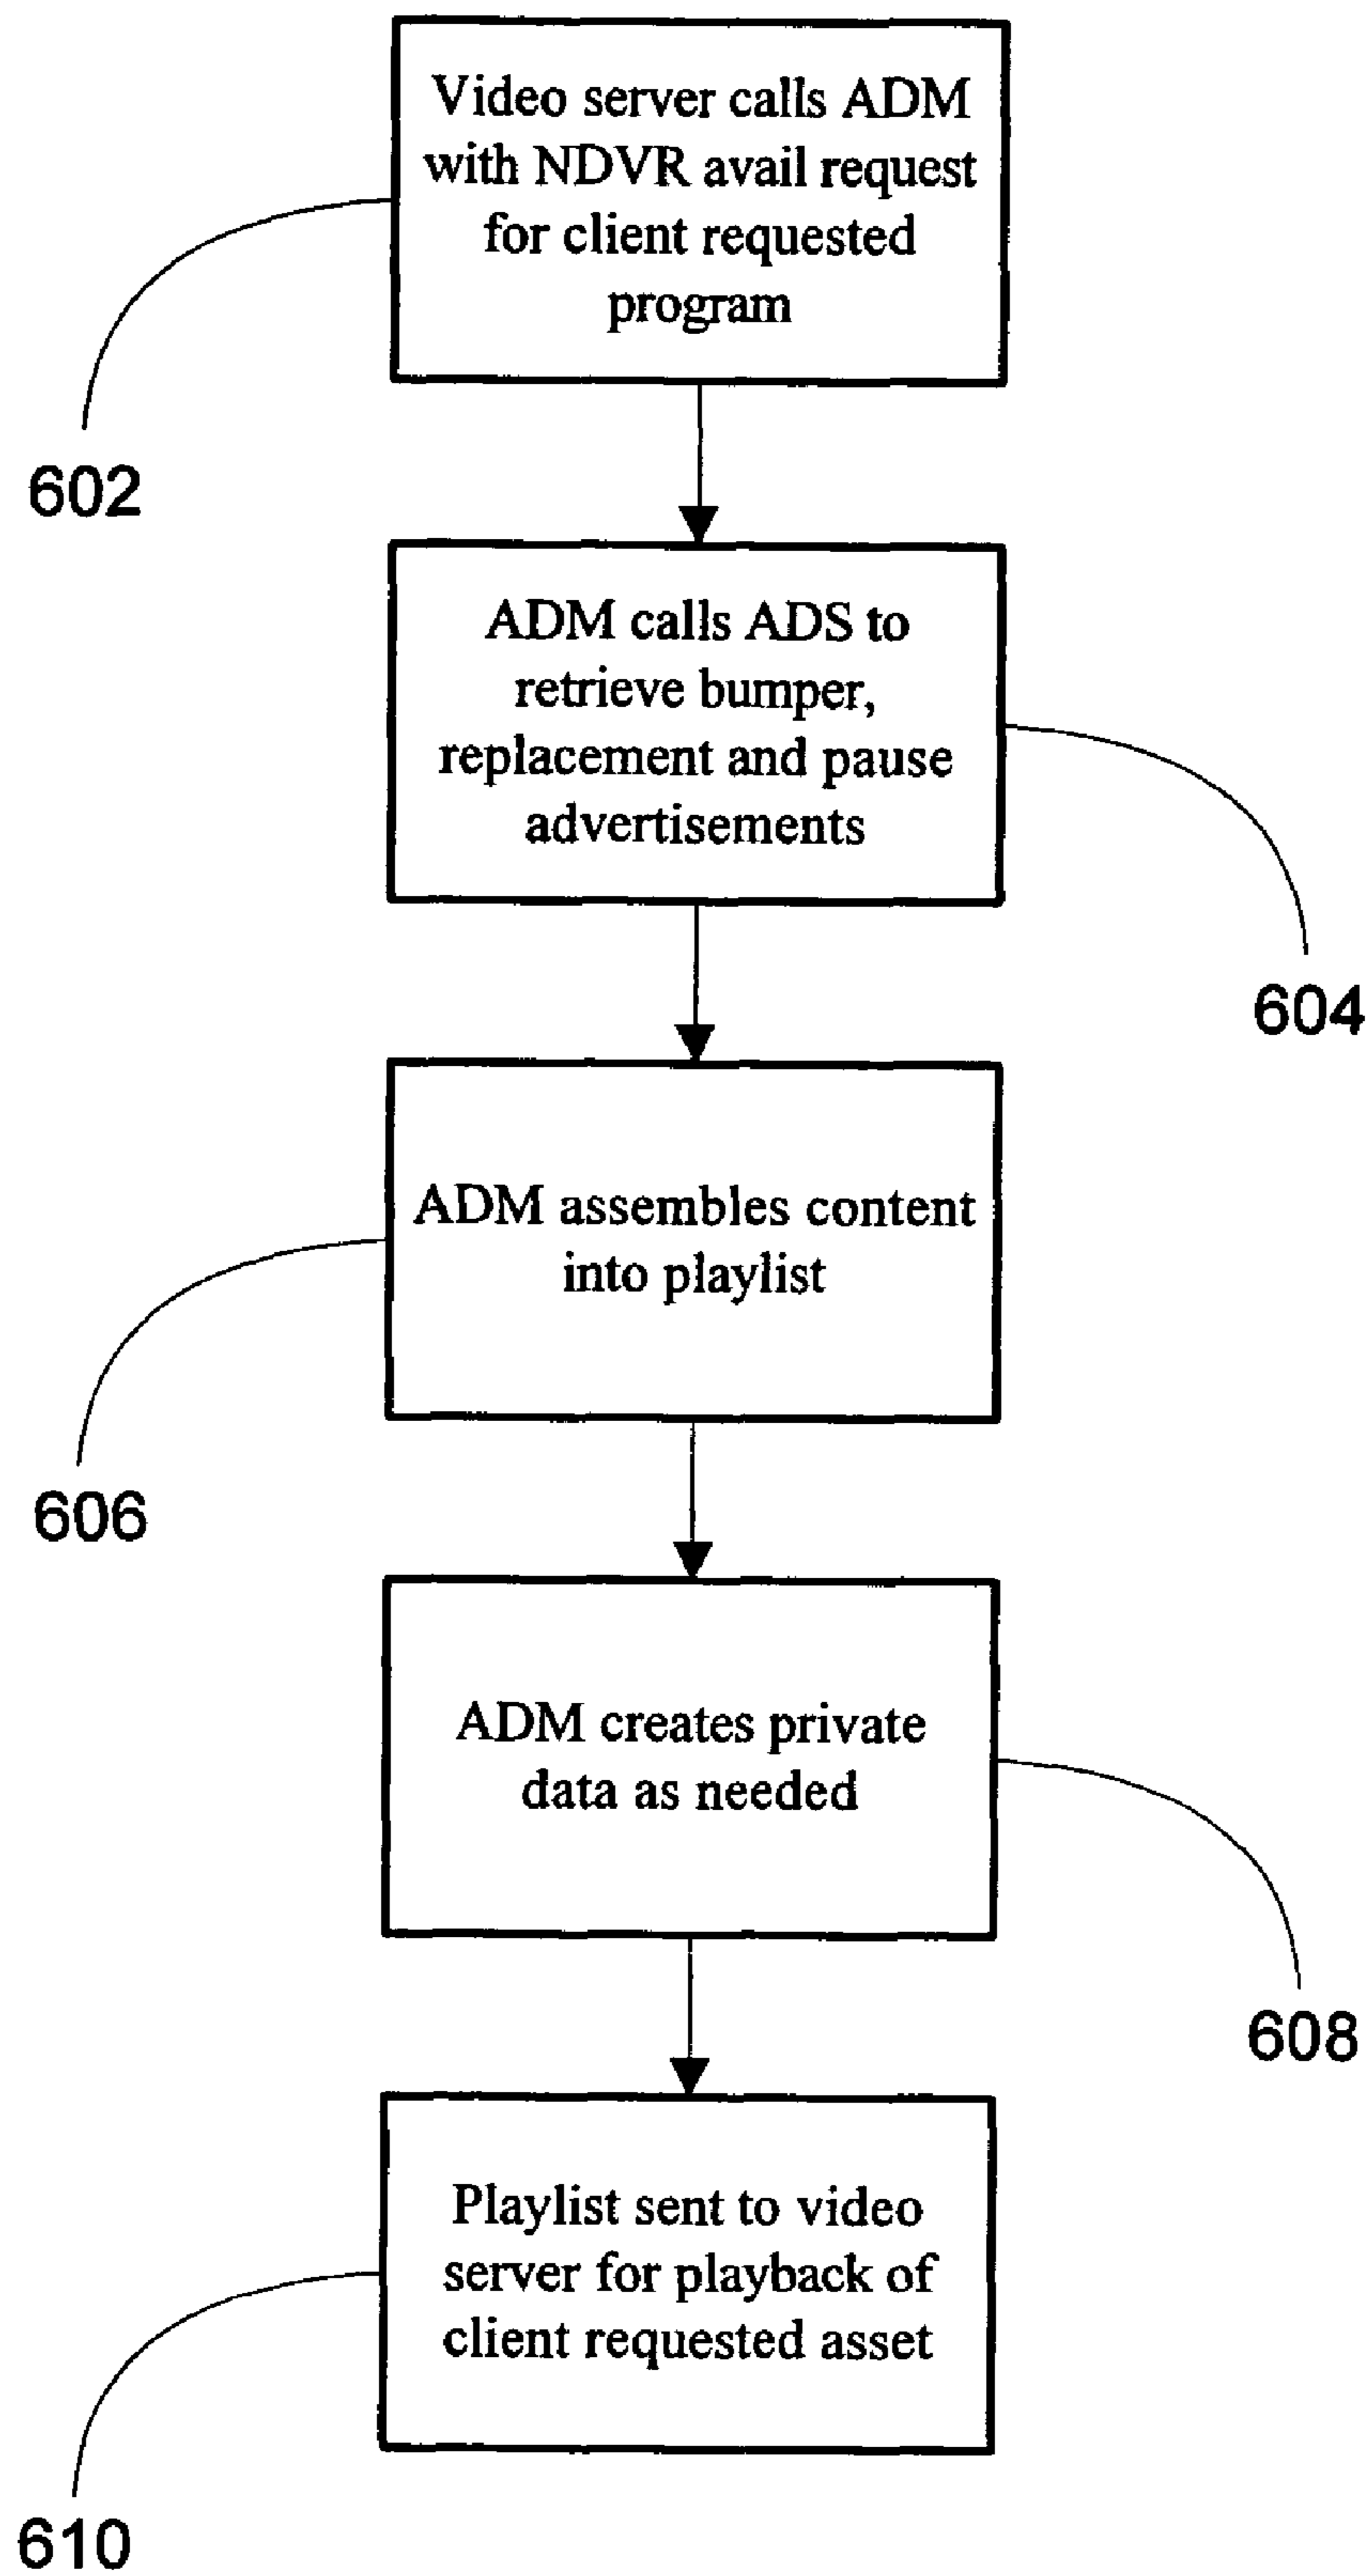 Video server calls ADM
with NDVR avail request
for client requested
program
602
ADM calls ADS to
retrieve bumper,
replacement and pause
advertisements
604
ADM assembles content
into playlist
606
ADM creates private
data as needed
608
Playlist sent to video
server for playback of
client requested asset
610